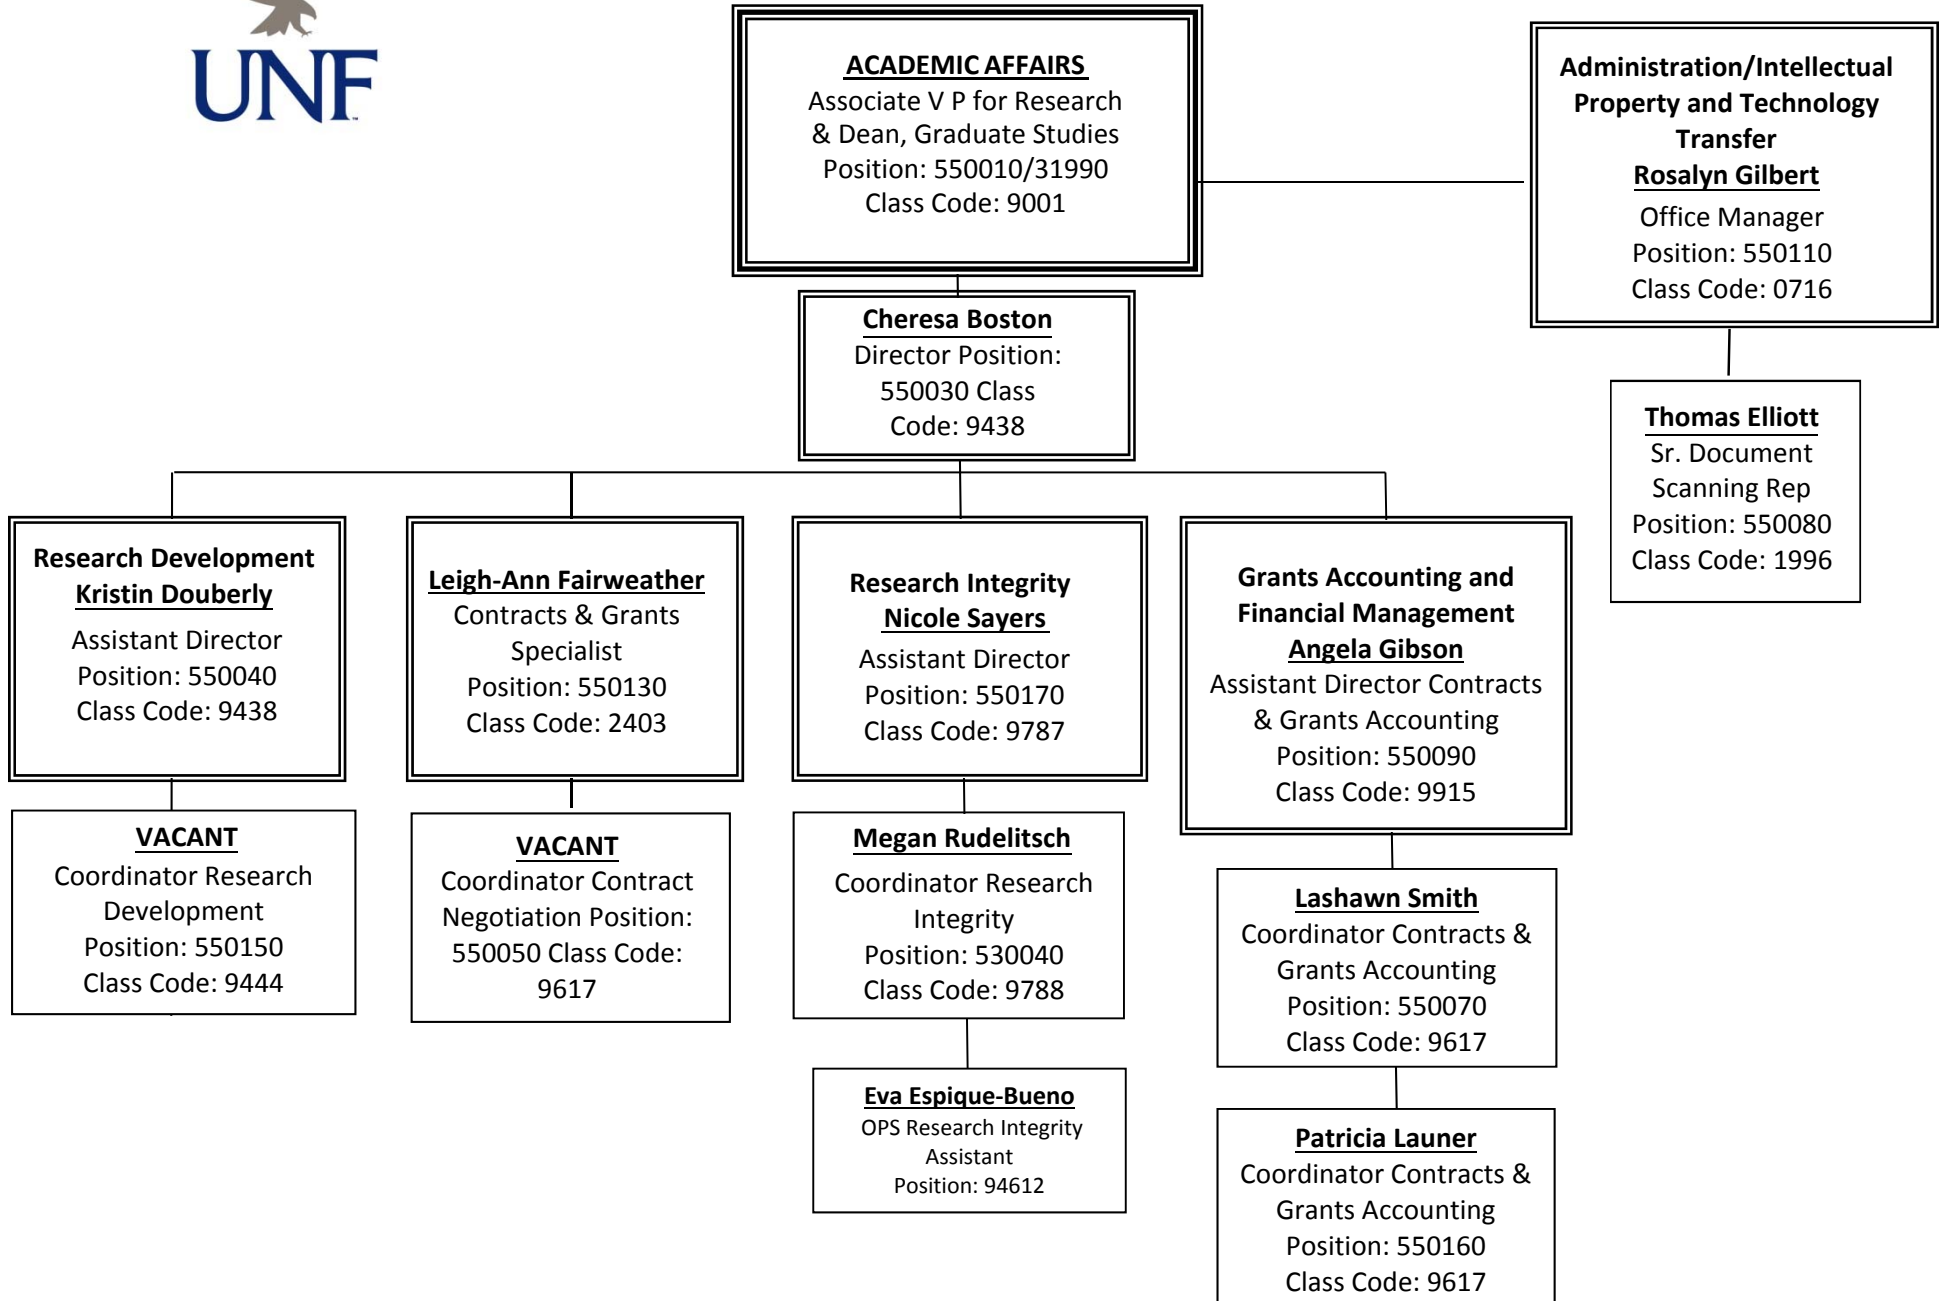 UNF
ACADEMIC AFFAIRS
Associate V P for Research
& Dean, Graduate Studies
Position: 550010/31990
Class Code: 9001
Administration/Intellectual
Property and Technology
Transfer
Rosalyn Gilbert
Office Manager
Position: 550110
Class Code: 0716
Cheresa Boston
Director Position:
550030 Class
Code: 9438
Thomas Elliott
Sr. Document
Scanning Rep
Position: 550080
Class Code: 1996
Research Development
Kristin Douberly
Assistant Director
Position: 550040
Class Code: 9438
Leigh-Ann Fairweather
Contracts & Grants
Specialist
Position: 550130
Class Code: 2403
Research Integrity
Nicole Sayers
Assistant Director
Position: 550170
Class Code: 9787
Grants Accounting and
Financial Management
Angela Gibson
Assistant Director Contracts
& Grants Accounting
Position: 550090
Class Code: 9915
VACANT
Coordinator Research
Development
Position: 550150
Class Code: 9444
VACANT
Coordinator Contract
Negotiation Position:
550050 Class Code:
9617
Megan Rudelitsch
Coordinator Research
Integrity
Position: 530040
Class Code: 9788
Lashawn Smith
Coordinator Contracts &
Grants Accounting
Position: 550070
Class Code: 9617
Eva Espique-Bueno
OPS Research Integrity
Assistant
Position: 94612
Patricia Launer
Coordinator Contracts &
Grants Accounting
Position: 550160
Class Code: 9617